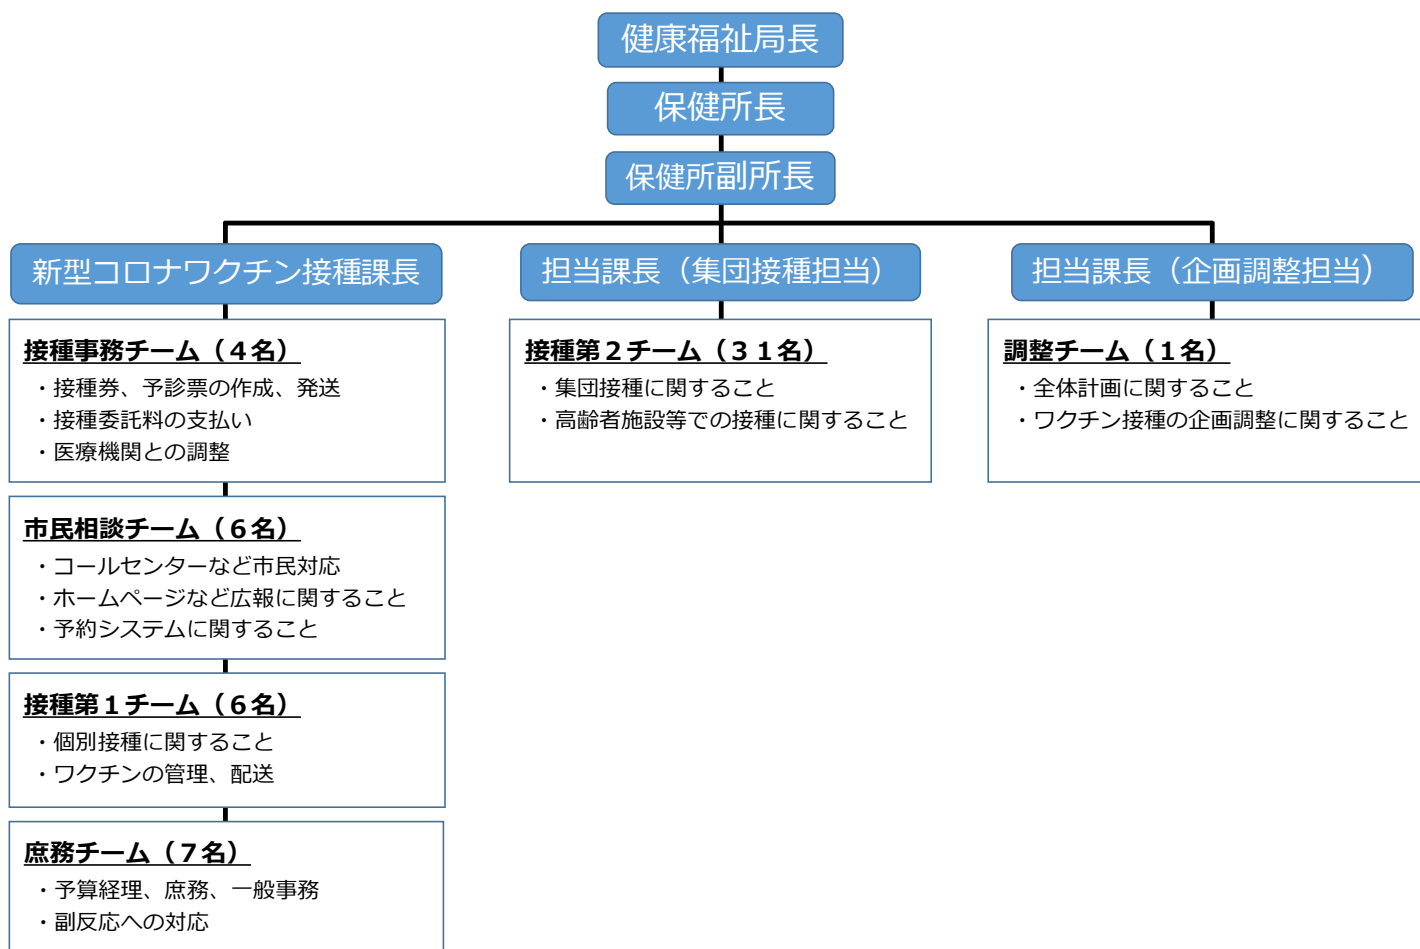 健康福祉局長
保健所長
保健所副所長
新型コロナワクチン接種課長
接種事務チーム（４名）
・接種券、予診票の作成、発送
・接種委託料の支払い
・医療機関との調整
市民相談チーム（６名）
・コールセンターなど市民対応
・ホームページなど広報に関すること
・予約システムに関すること
接種第１チーム（６名）
・個別接種に関すること
・ワクチンの管理、配送
庶務チーム（７名）
・予算経理、庶務、一般事務
・副反応への対応
担当課長（集団接種担当）
接種第２チーム（３１名）
・集団接種に関すること
・高齢者施設等での接種に関すること
担当課長（企画調整担当）
調整チーム（１名）
・全体計画に関すること
・ワクチン接種の企画調整に関すること